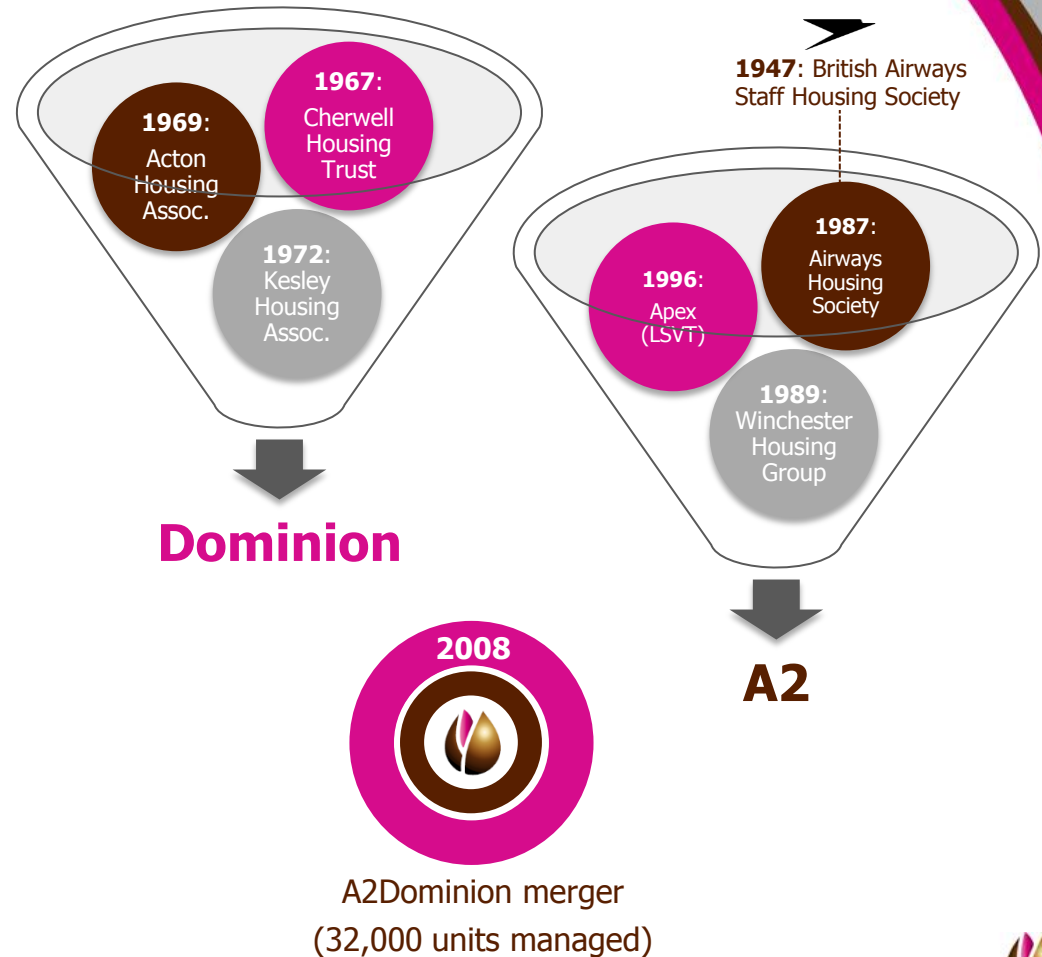 1967:
Cherwell
Housing
Trust
1969:
Acton
Housing
Assoc.
1972:
Kesley
Housing
Assoc.
Dominion
1947: British Airways
Staff Housing Society
1987:
Airways
Housing
Society
1996:
Apex
(LSVT)
1989:
Winchester
Housing
Group
A2
2008
A2Dominion merger
(32,000 units managed)